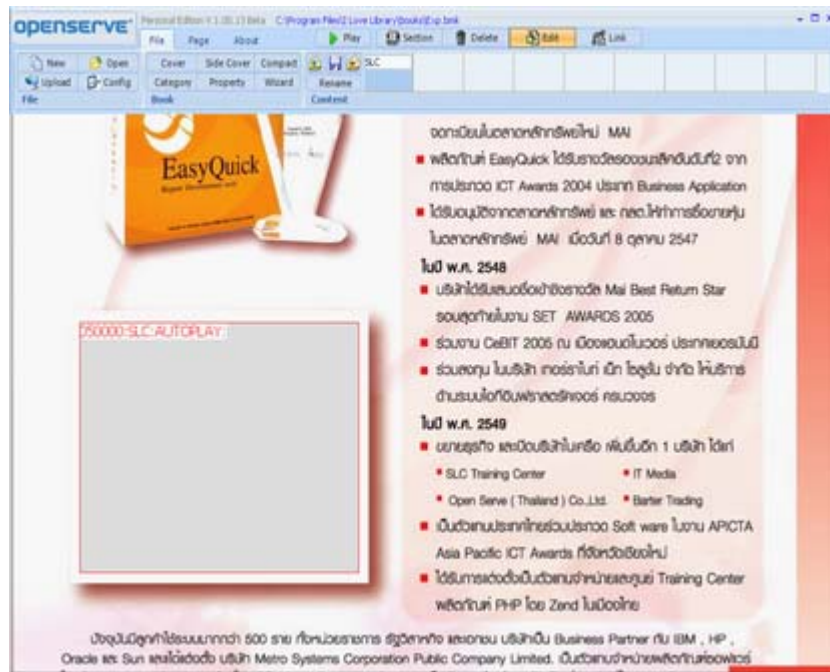 OPENSERVE
Personal Edition V 1.00.13 Beta C:\Program Files\2 Love Library\books\Exp.bmk
File Page About Play Section Delete Edit Link
New Open Cover Side Cover Compact SLC
Upload Config Category Property Wizard Rename
File Book Content
EasyQuick
จดทะเบียนในตลาดหลักทรัพย์ใหม่ MAI
ผลิตภัณฑ์ EasyQuick ได้รับรางวัลรองชนะเลิศอันดับที่2 จาก
การประกวด ICT Awards 2004 ประเภท Business Application
ได้รับอนุมัติจากตลาดหลักทรัพย์ และ กลต.ให้ทำการซื้อขายหุ้น
ในตลาดหลักทรัพย์ MAI เมื่อวันที่ 8 ตุลาคม 2547
ในปี พ.ศ. 2548
บริษัทได้รับเสนอชื่อเข้าชิงรางวัล Mai Best Return Star
รอบสุดท้ายในงาน SET AWARDS 2005
ร่วมงาน CeBIT 2005 ณ เมืองแฮนด์โนเวอร์ ประเทศเยอรมันนี
ร่วมลงทุน ในบริษัท เทอร์ราไบท์ เน็ท โซลูชั่น จำกัด ให้บริการ
ด้านระบบไอทีอินฟราสตรัคเจอร์ ครบวงจร
ในปี พ.ศ. 2549
ขยายธุรกิจ และเปิดบริษัทในเครือ เพิ่มขึ้นอีก 1 บริษัท ได้แก่
SLC Training Center IT Media
Open Serve ( Thailand ) Co.,Ltd. Barter Trading
เป็นตัวแทนประเทศไทยร่วมประกวด Soft ware ในงาน APICTA
Asia Pacific ICT Awards ที่จังหวัดเชียงใหม่
ได้รับการแต่งตั้งเป็นตัวแทนจำหน่ายและศูนย์ Training Center
ผลิตภัณฑ์ PHP โดย Zend ในเมืองไทย
050000:SLC:AUTOPLAY:
ปัจจุบันมีลูกค้าใช้ระบบมากกว่า 500 ราย ทั้งหน่วยราชการ รัฐวิสาหกิจ และเอกชน บริษัทเป็น Business Partner กับ IBM , HP ,
Oracle และ Sun และได้แต่งตั้ง บริษัท Metro Systems Corporation Public Company Limited. เป็นตัวแทนจำหน่ายผลิตภัณฑ์ซอฟแวร์